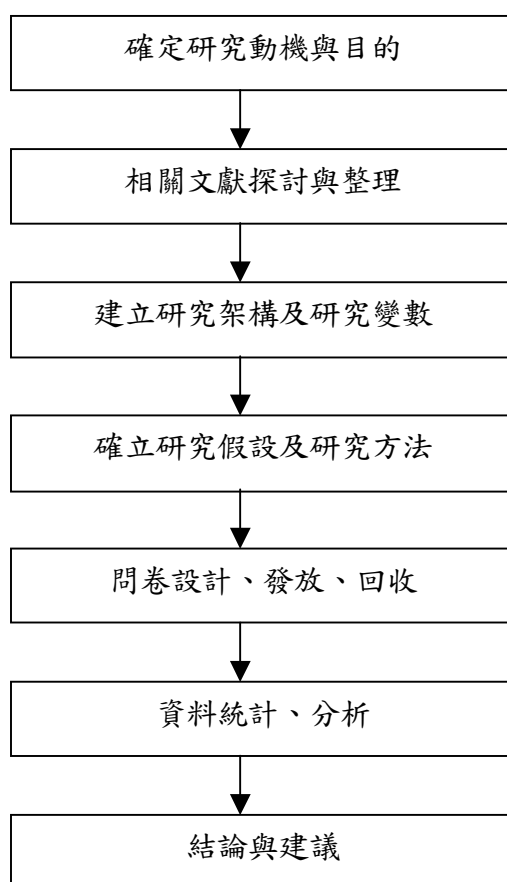 確定研究動機與目的
相關文獻探討與整理
建立研究架構及研究變數
確立研究假設及研究方法
問卷設計、發放、回收
資料統計、分析
結論與建議